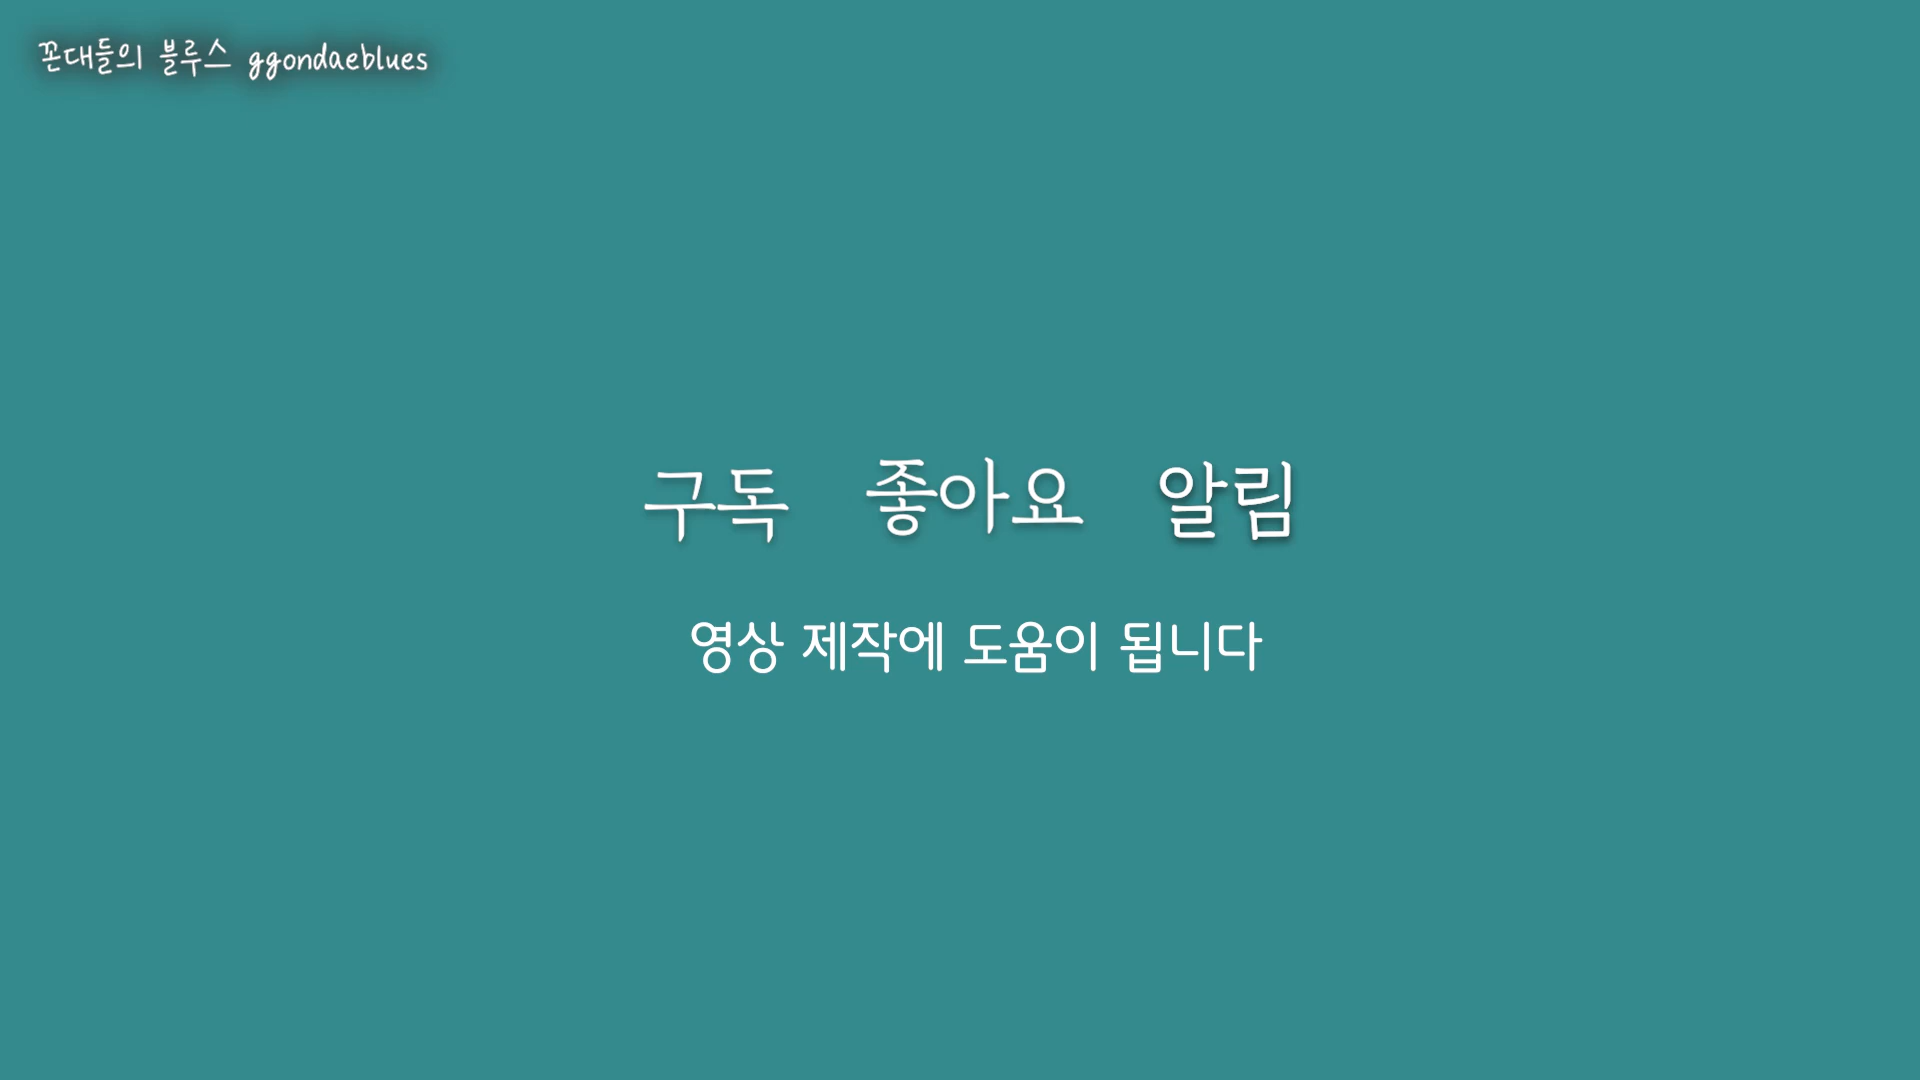 꼰대들의 블루스 ggondaeblues
구독 좋아요 알림
영상 제작에 도움이 됩니다